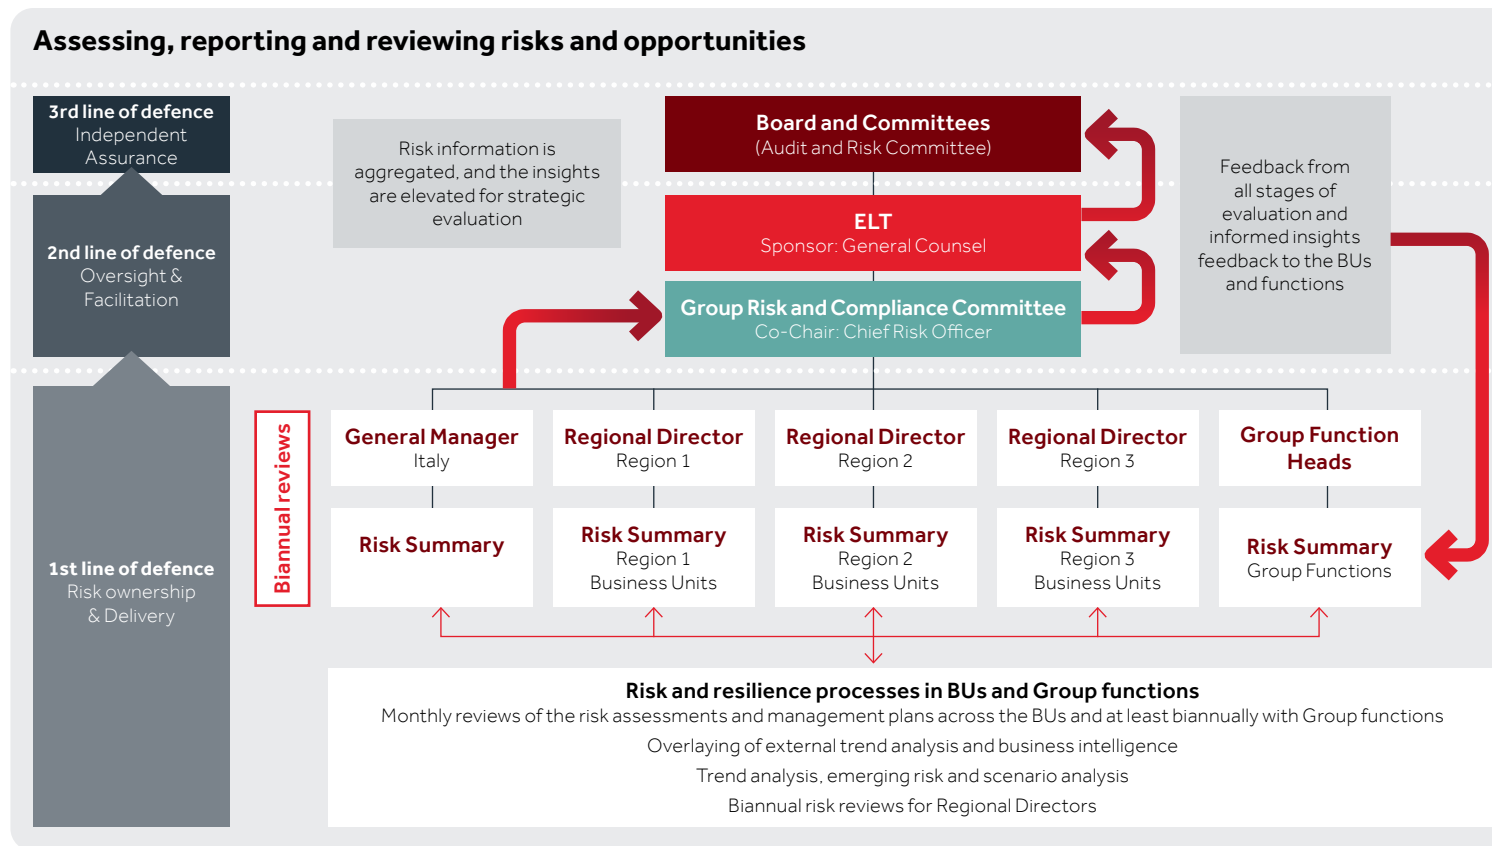 Assessing, reporting and reviewing risks and opportunities
3rd line of defence
Independent
Assurance
Risk information is
aggregated, and the insights
are elevated for strategic
evaluation
Board and Committees
(Audit and Risk Committee)
Feedback from
all stages of
evaluation and
informed insights
feedback to the BUs
and functions
2nd line of defence
Oversight &
Facilitation
ELT
Sponsor: General Counsel
Group Risk and Compliance Committee
Co-Chair: Chief Risk Officer
1st line of defence
Risk ownership
& Delivery
Biannual reviews
General Manager
Italy
Regional Director
Region 1
Regional Director
Region 2
Regional Director
Region 3
Group Function
Heads
Risk Summary
Risk Summary
Region 1
Business Units
Risk Summary
Region 2
Business Units
Risk Summary
Region 3
Business Units
Risk Summary
Group Functions
Risk and resilience processes in BUs and Group functions
Monthly reviews of the risk assessments and management plans across the BUs and at least biannually with Group functions
Overlaying of external trend analysis and business intelligence
Trend analysis, emerging risk and scenario analysis
Biannual risk reviews for Regional Directors